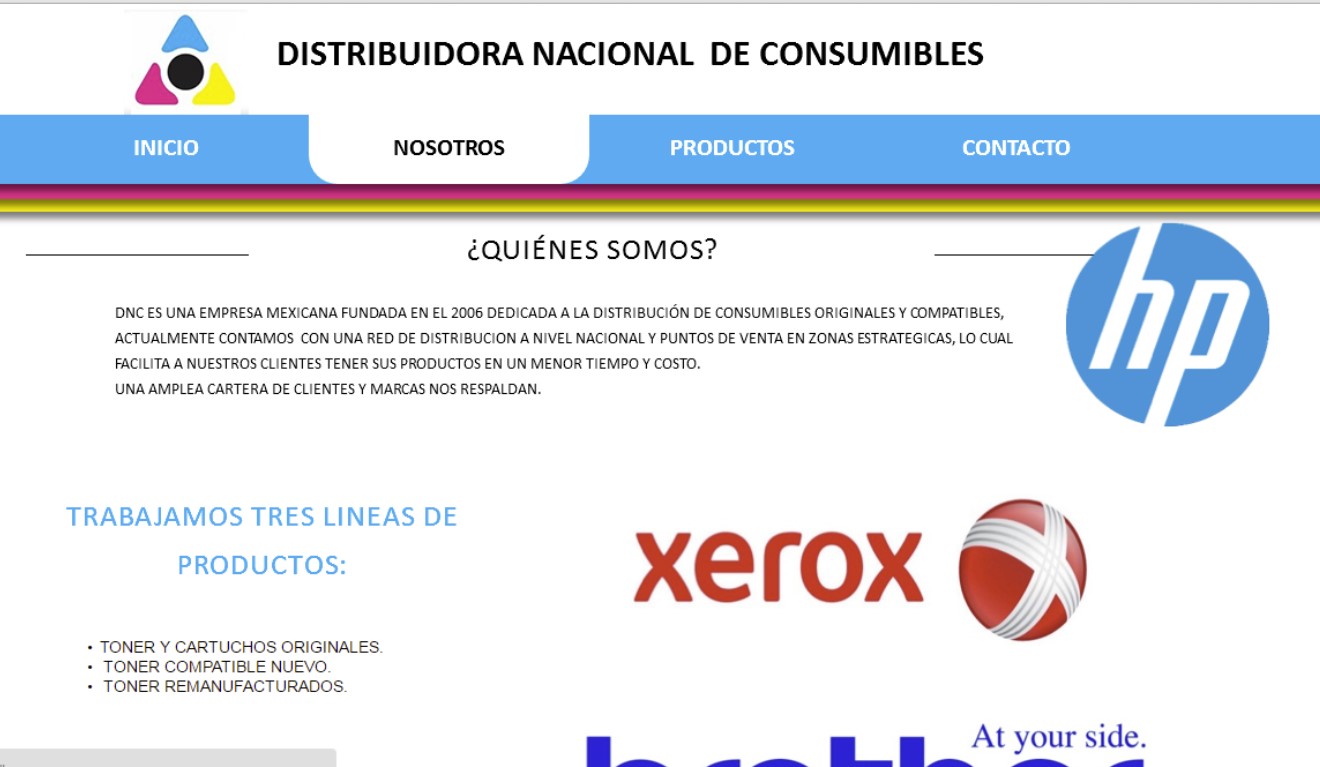 DISTRIBUIDORA NACIONAL DE CONSUMIBLES
INICIO NOSOTROS PRODUCTOS CONTACTO
¿QUIÉNES SOMOS?
hp
DNC ES UNA EMPRESA MEXICANA FUNDADA EN EL 2006 DEDICADA A LA DISTRIBUCIÓN DE CONSUMIBLES ORIGINALES Y COMPATIBLES,
ACTUALMENTE CONTAMOS CON UNA RED DE DISTRIBUCION A NIVEL NACIONAL Y PUNTOS DE VENTA EN ZONAS ESTRATEGICAS, LO CUAL
FACILITA A NUESTROS CLIENTES TENER SUS PRODUCTOS EN UN MENOR TIEMPO Y COSTO.
UNA AMPLEA CARTERA DE CLIENTES Y MARCAS NOS RESPALDAN.
TRABAJAMOS TRES LINEAS DE
PRODUCTOS:
xerox
• TONER Y CARTUCHOS ORIGINALES.
• TONER COMPATIBLE NUEVO.
• TONER REMANUFACTURADOS.
At your side.
brother